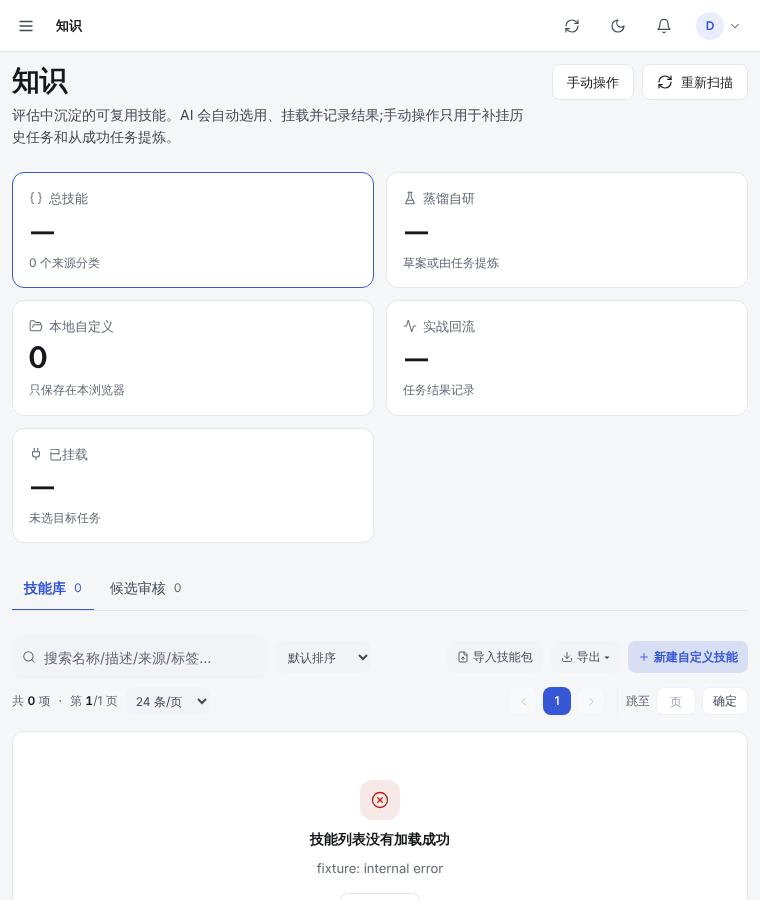 知识
D
知识
手动操作
重新扫描
评估中沉淀的可复用技能。AI 会自动选用、挂载并记录结果;手动操作只用于补挂历
史任务和从成功任务提炼。
总技能
—
0 个来源分类
蒸馏自研
—
草案或由任务提炼
本地自定义
0
只保存在本浏览器
实战回流
—
任务结果记录
已挂载
—
未选目标任务
技能库 0
候选审核 0
搜索名称/描述/来源/标签...
默认排序
导入技能包
导出
新建自定义技能
共 0 项 · 第 1/1 页
24 条/页
1
跳至
页
确定
技能列表没有加载成功
fixture: internal error